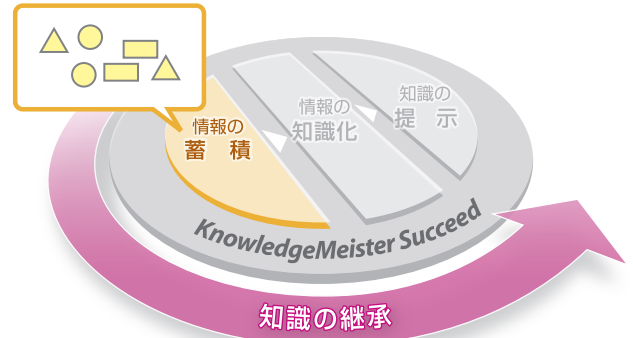 情報の
蓄　積
情報の
知識化
知識の
提　示
KnowledgeMeister Succeed
知識の継承